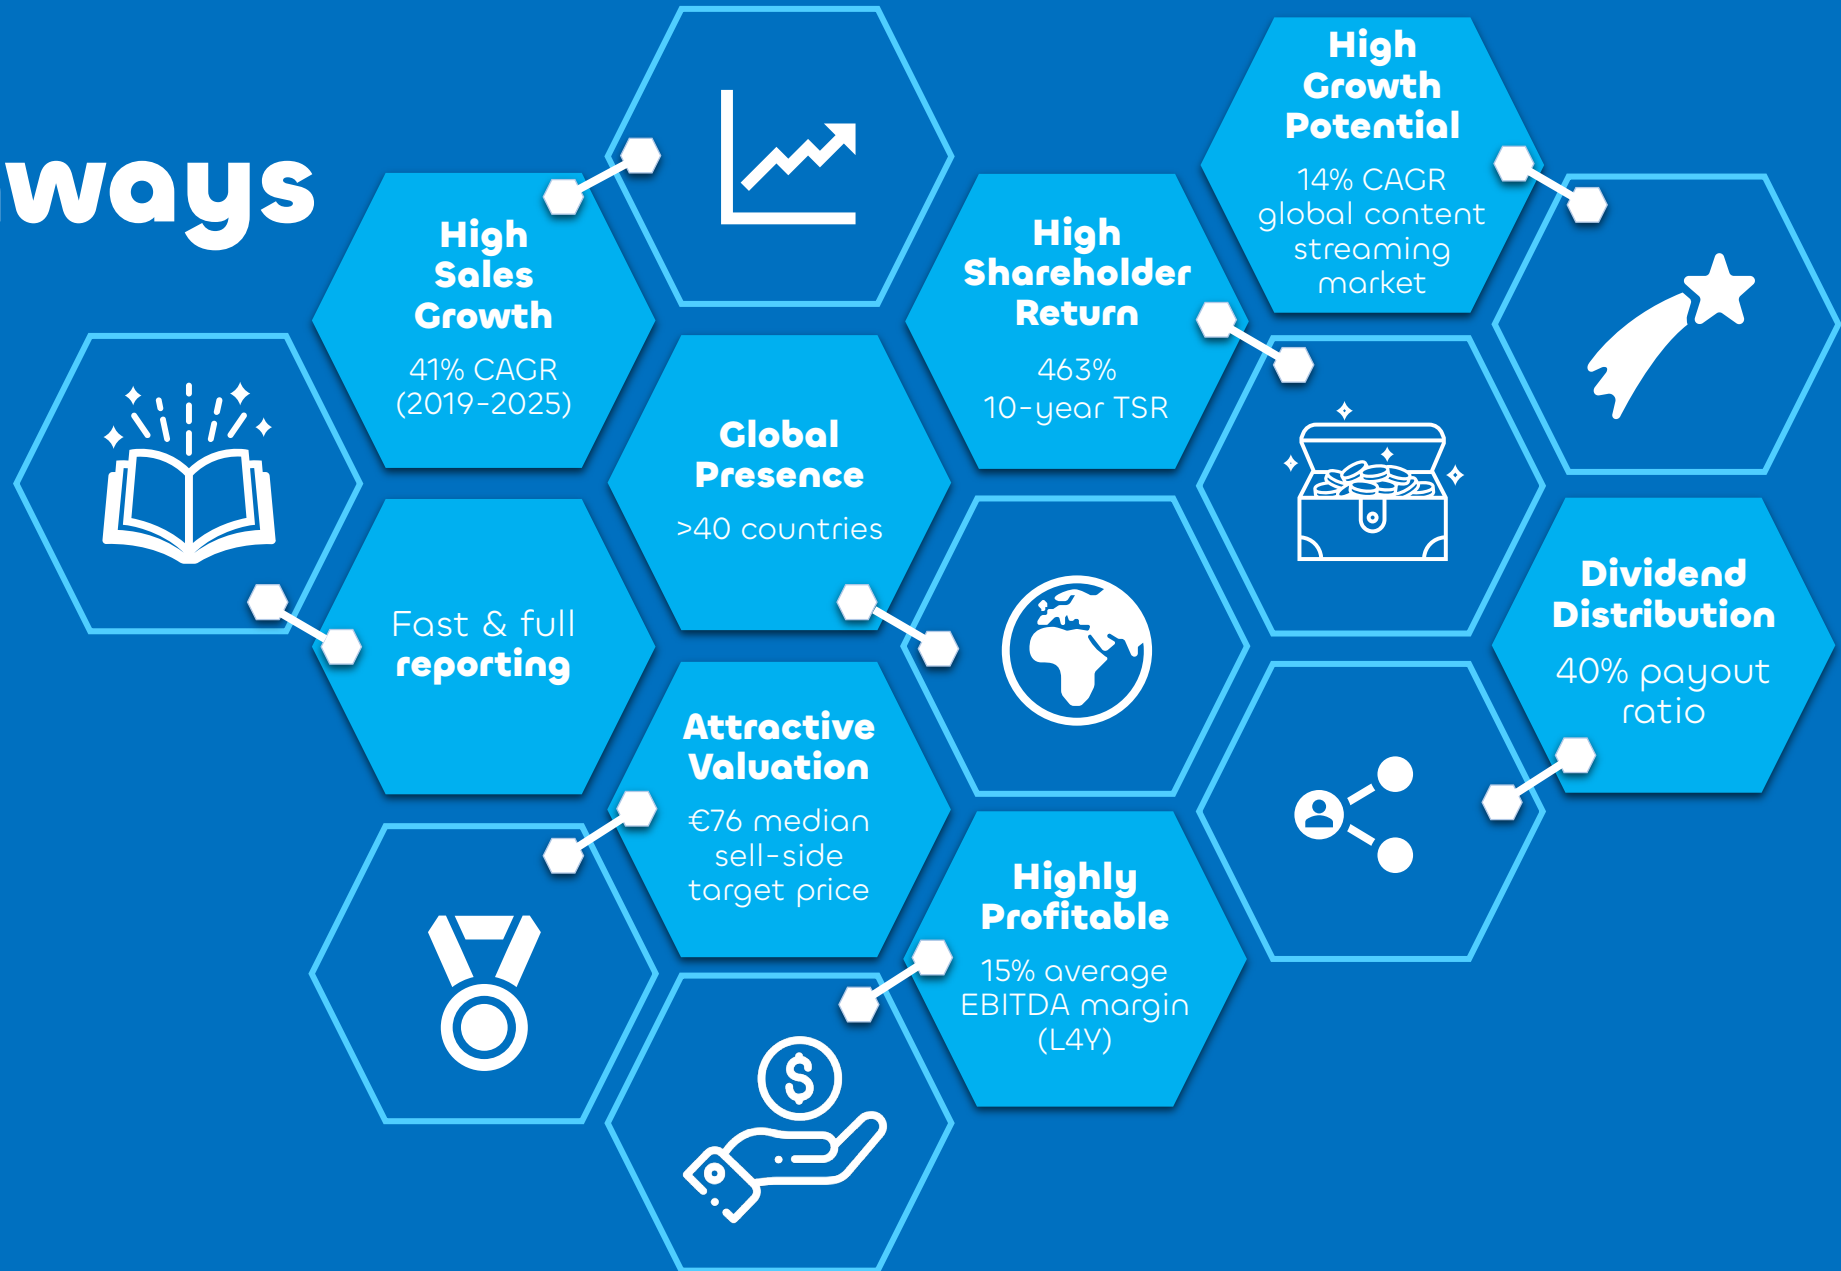 High
Sales
Growth
41% CAGR
(2019-2025)
High
Shareholder
Return
463%
10-year TSR
High
Growth
Potential
14% CAGR
global content
streaming
market
Global
Presence
>40 countries
Fast & full
reporting
Attractive
Valuation
€76 median
sell-side
target price
Highly
Profitable
15% average
EBITDA margin
(L4Y)
Dividend
Distribution
40% payout
ratio
$